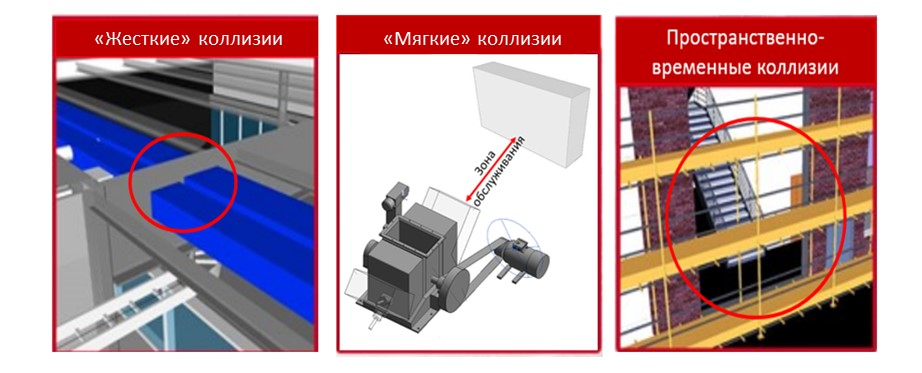 «Жесткие» коллизии
«Мягкие» коллизии
Зона
обслуживания
Пространственно-
временные коллизии